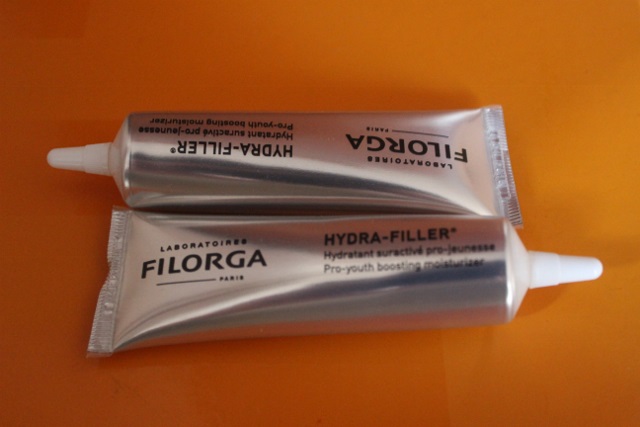 HYDRA-FILLER®
Hydratant suractivé pro-jeunesse
Pro-youth boosting moisturizer
LABORATOIRES
FILORGA
PARIS
LABORATOIRES
FILORGA
PARIS
HYDRA-FILLER®
Hydratant suractivé pro-jeunesse
Pro-youth boosting moisturizer